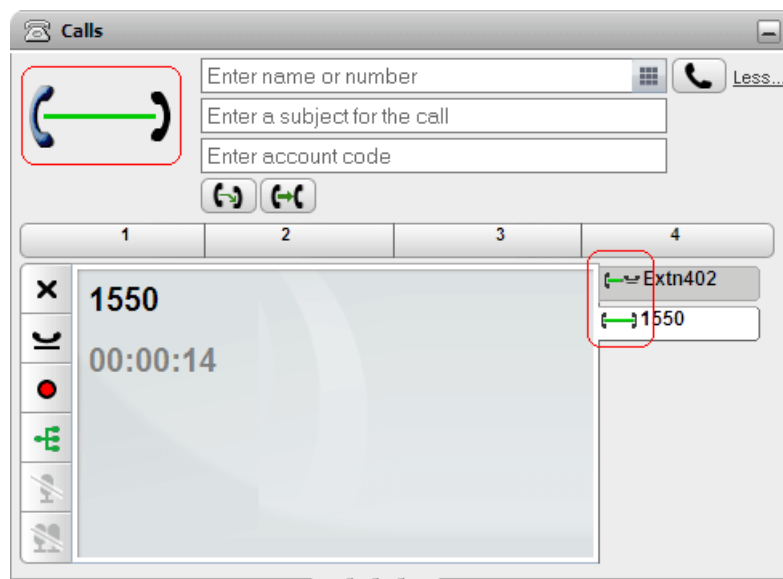 Calls
Enter name or number
Less...
Enter a subject for the call
Enter account code
1 2 3 4
Extn402
1550
1550
00:00:14